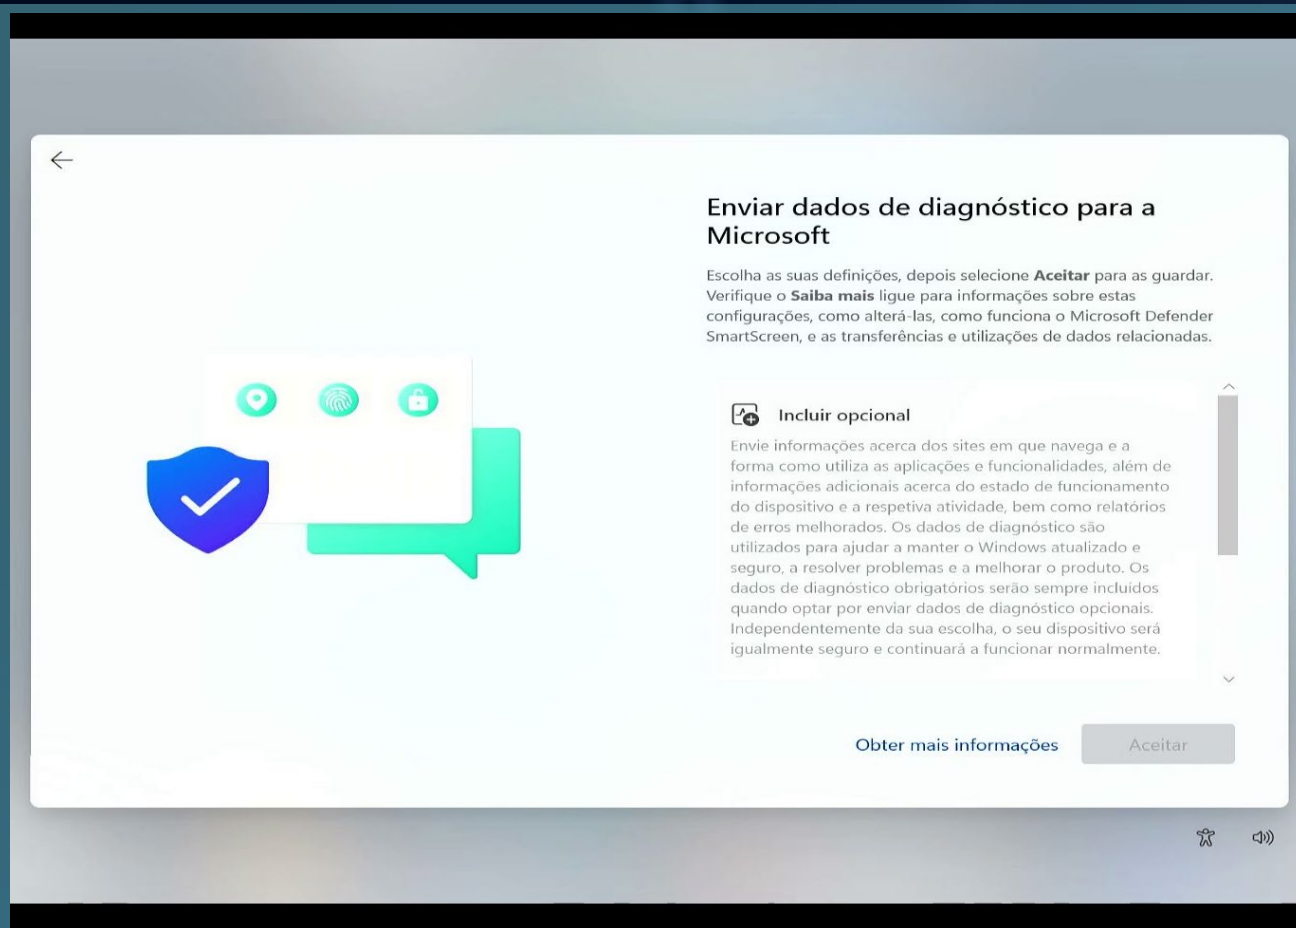 Enviar dados de diagnóstico para a
Microsoft
Escolha as suas definições, depois selecione Aceitar para as guardar.
Verifique o Saiba mais ligue para informações sobre estas
configurações, como alterá-las, como funciona o Microsoft Defender
SmartScreen, e as transferências e utilizações de dados relacionadas.
Incluir opcional
Envie informações acerca dos sites em que navega e a
forma como utiliza as aplicações e funcionalidades, além de
informações adicionais acerca do estado de funcionamento
do dispositivo e a respetiva atividade, bem como relatórios
de erros melhorados. Os dados de diagnóstico são
utilizados para ajudar a manter o Windows atualizado e
seguro, a resolver problemas e a melhorar o produto. Os
dados de diagnóstico obrigatórios serão sempre incluídos
quando optar por enviar dados de diagnóstico opcionais.
Independentemente da sua escolha, o seu dispositivo será
igualmente seguro e continuará a funcionar normalmente.
Obter mais informações
Aceitar